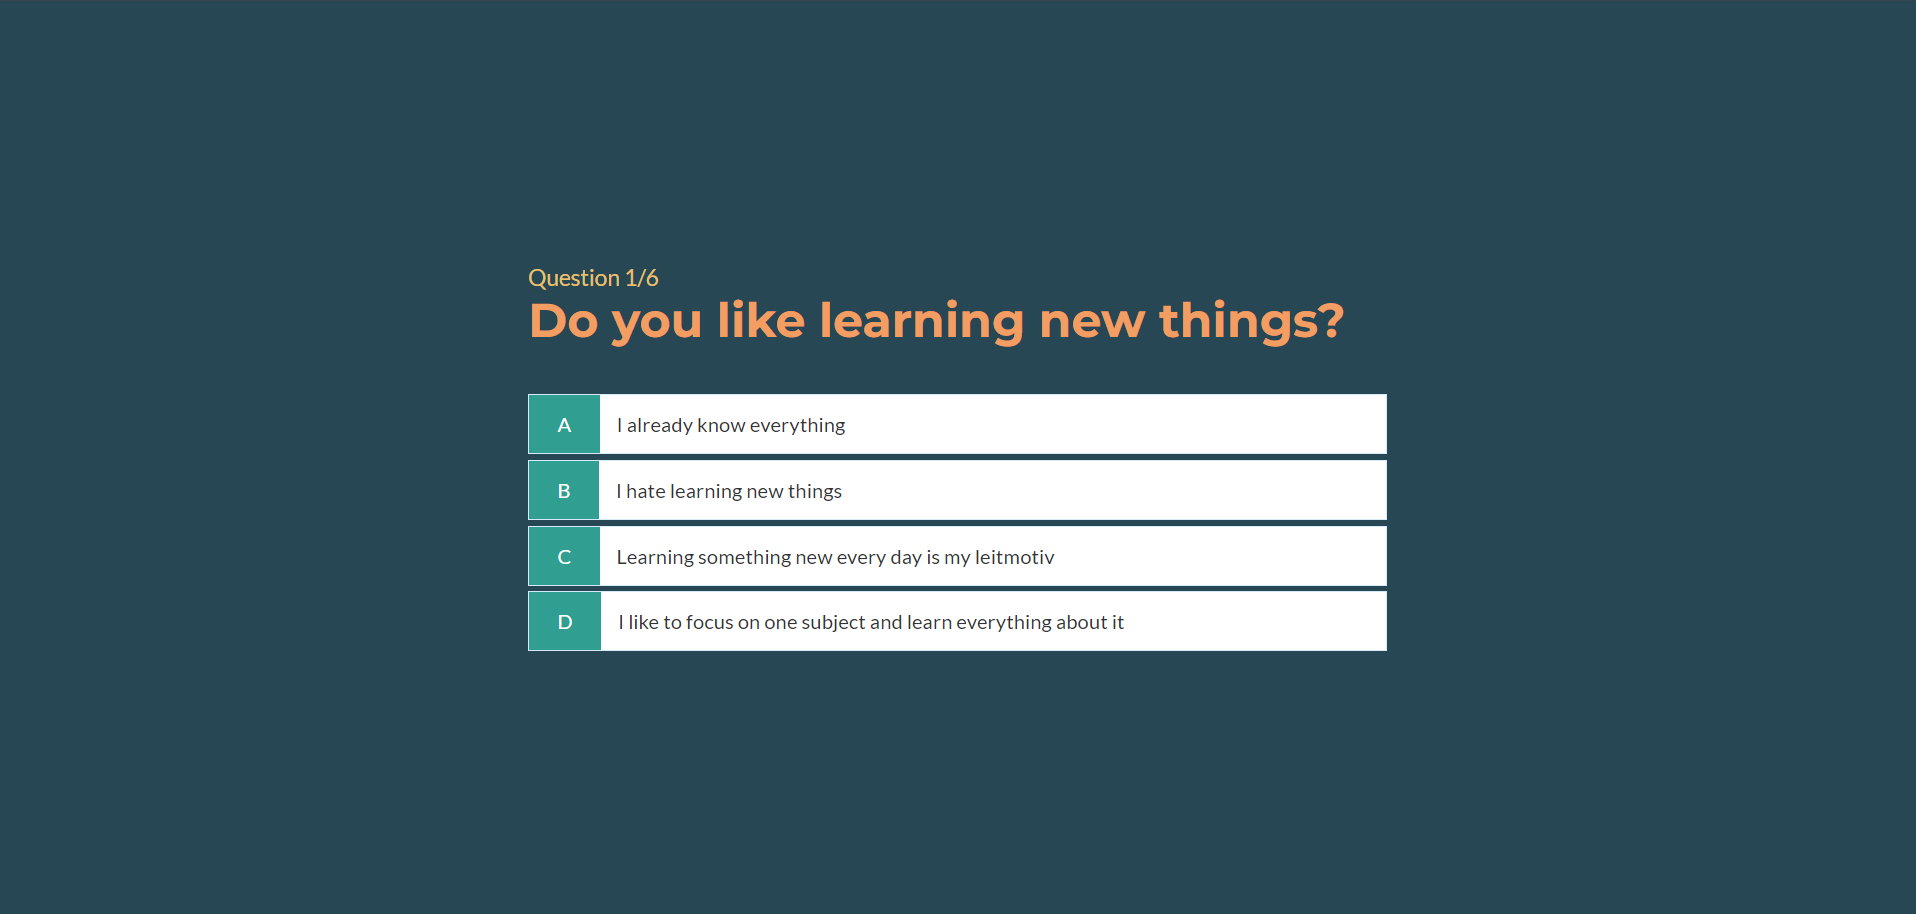 Question 1/6
Do you like learning new things?
A I already know everything
B I hate learning new things
C Learning something new every day is my leitmotiv
D I like to focus on one subject and learn everything about it